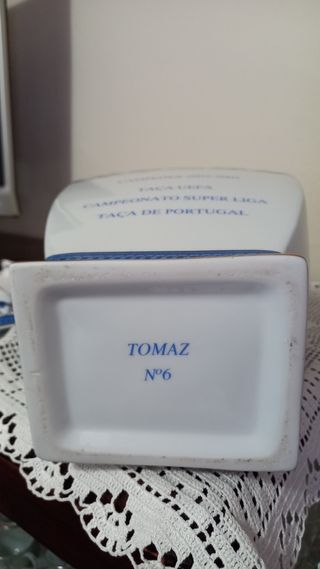 TAÇA UEFA
CAMPEONATO SUPER LIGA
TAÇA DE PORTUGAL
TOMAZ
Nº6